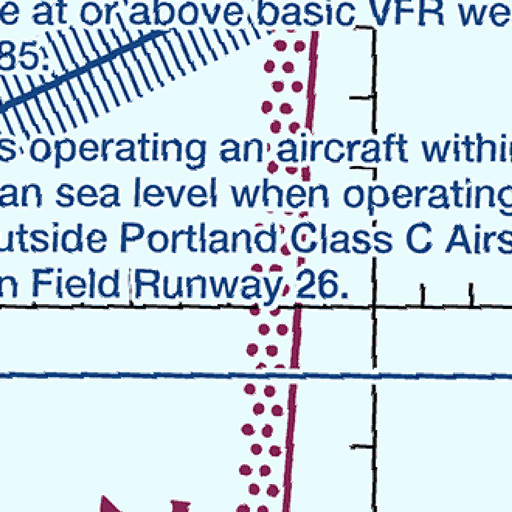 e at or above basic VFR we
85.
s operating an aircraft withi
an sea level when operating
utside Portland Class C Airs
n Field Runway 26.